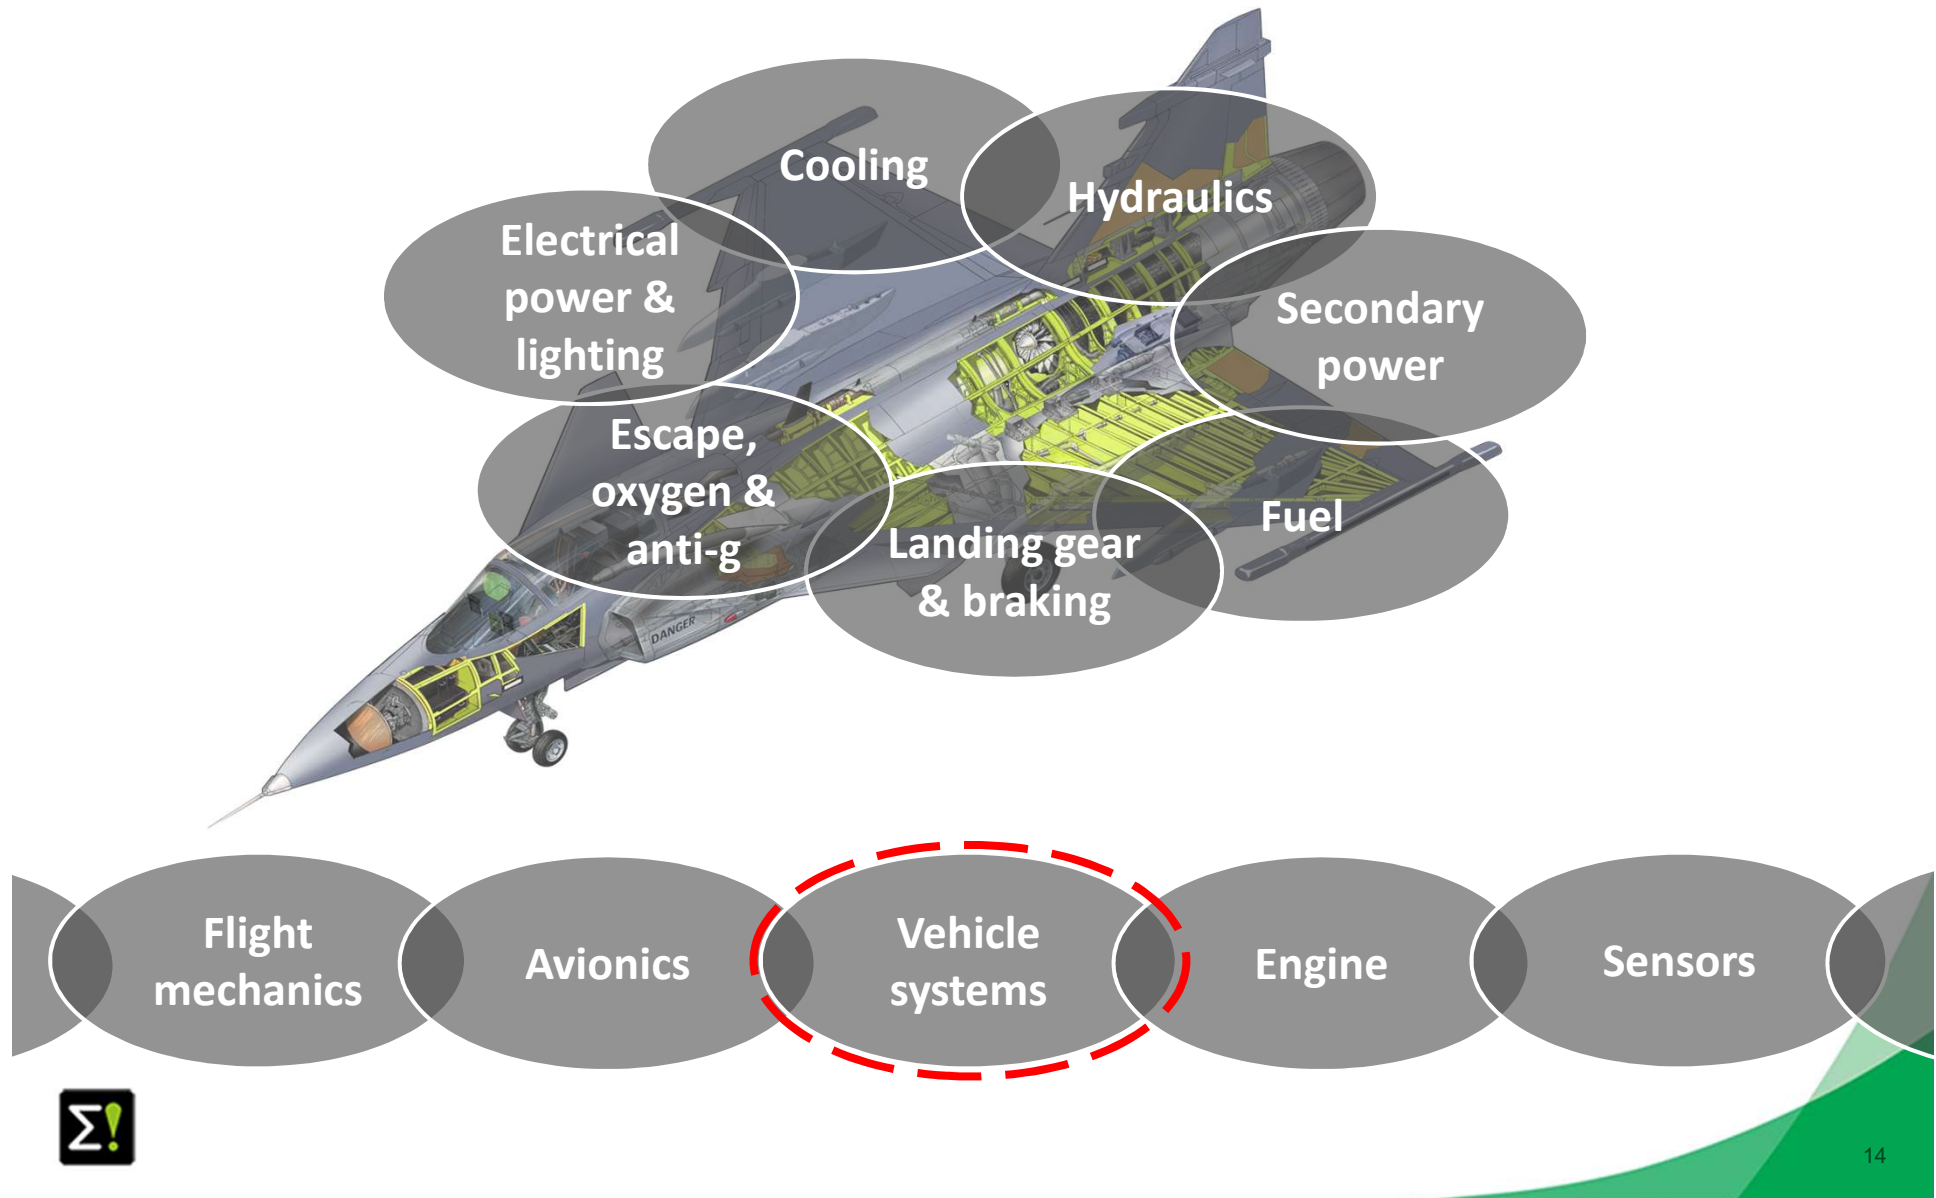 Cooling
Hydraulics
Electrical
power &
lighting
Secondary
power
Escape,
oxygen &
anti-g
Landing gear
& braking
Fuel
DANGER
Flight
mechanics
Avionics
Vehicle
systems
Engine
Sensors
Σ!
14